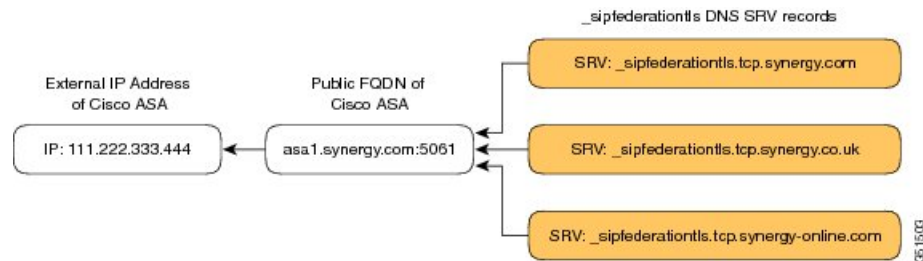 _sipfederationtls DNS SRV records
External IP Address
of Cisco ASA
Public FQDN of
Cisco ASA
SRV: _sipfederationtls.tcp.synergy.com
IP: 111.222.333.444
asa1.synergy.com:5061
SRV: _sipfederationtls.tcp.synergy.co.uk
SRV: _sipfederationtls.tcp.synergy-online.com
351503